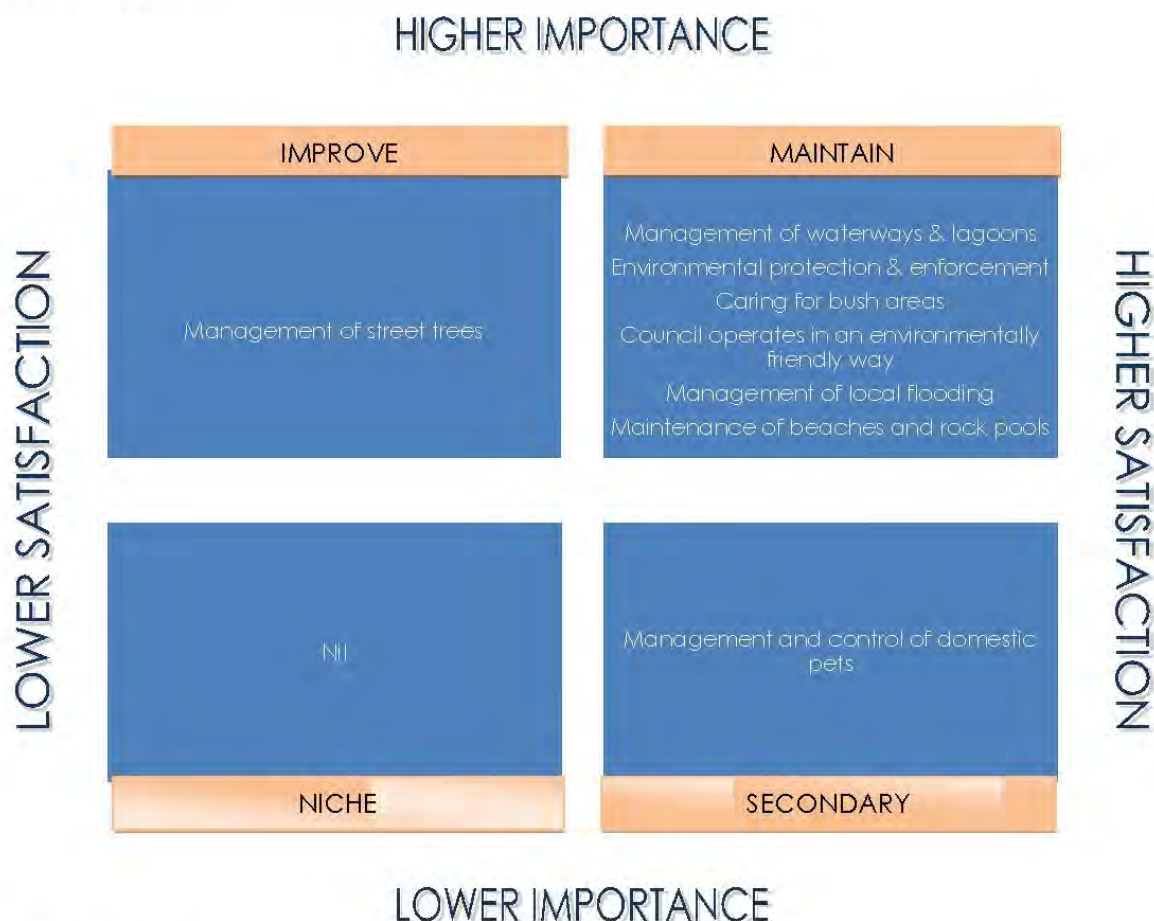 HIGHER IMPORTANCE
IMPROVE
MAINTAIN
LOWER SATISFACTION
Management of street trees
Management of waterways & lagoons
Environmental protection & enforcement
Caring for bush areas
Council operates in an environmentally
friendly way
Management of local flooding
Maintenance of beaches and rock pools
HIGHER SATISFACTION
Nil
Management and control of domestic
pets
NICHE
SECONDARY
LOWER IMPORTANCE